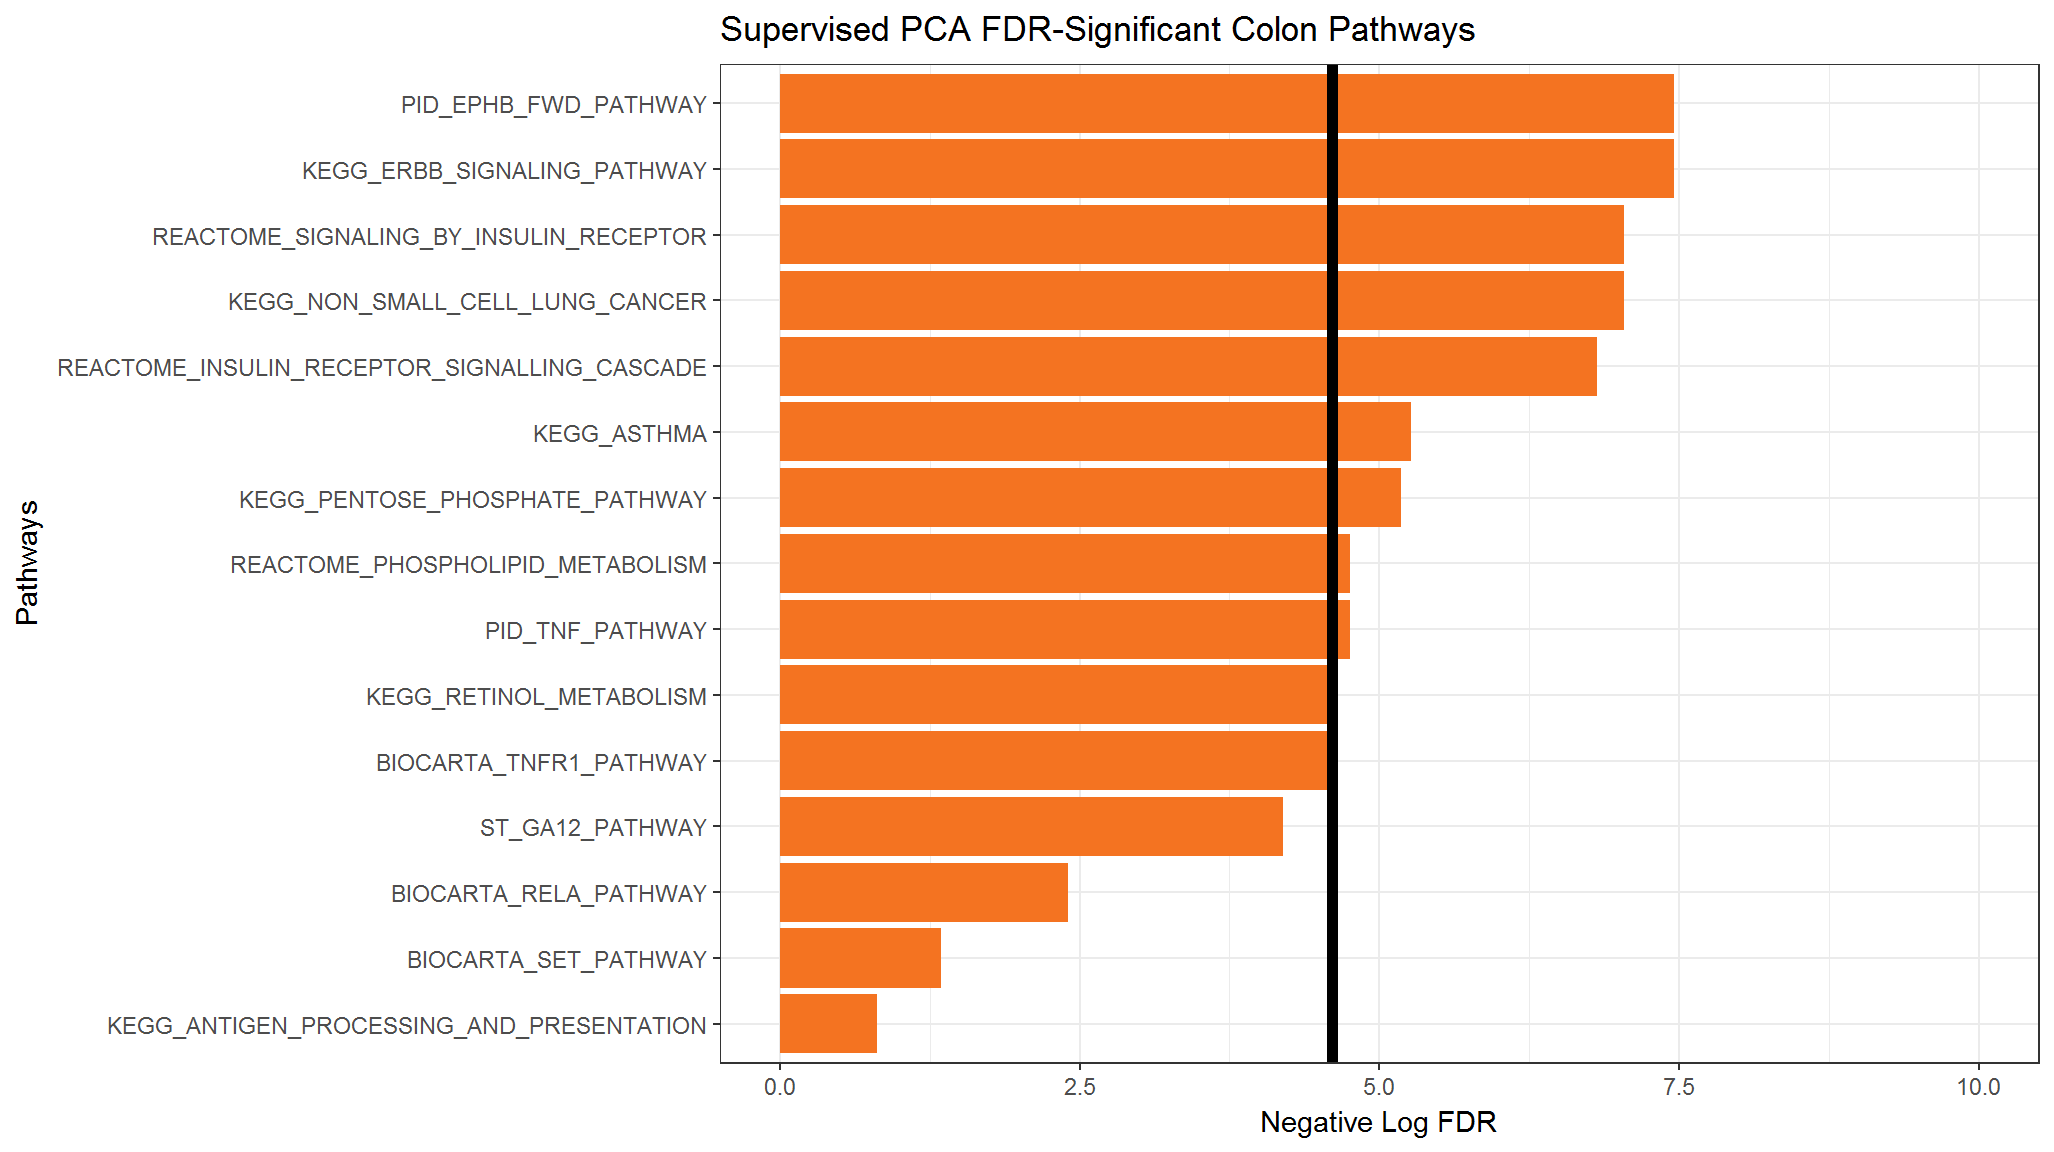 Supervised PCA FDR-Significant Colon Pathways
PID_EPHB_FWD_PATHWAY
KEGG_ERBB_SIGNALING_PATHWAY
REACTOME_SIGNALING_BY_INSULIN_RECEPTOR
KEGG_NON_SMALL_CELL_LUNG_CANCER
REACTOME_INSULIN_RECEPTOR_SIGNALLING_CASCADE
KEGG_ASTHMA
KEGG_PENTOSE_PHOSPHATE_PATHWAY
REACTOME_PHOSPHOLIPID_METABOLISM
PID_TNF_PATHWAY
KEGG_RETINOL_METABOLISM
BIOCARTA_TNFR1_PATHWAY
ST_GA12_PATHWAY
BIOCARTA_RELA_PATHWAY
BIOCARTA_SET_PATHWAY
KEGG_ANTIGEN_PROCESSING_AND_PRESENTATION
Pathways
0.0 2.5 5.0 7.5 10.0
Negative Log FDR